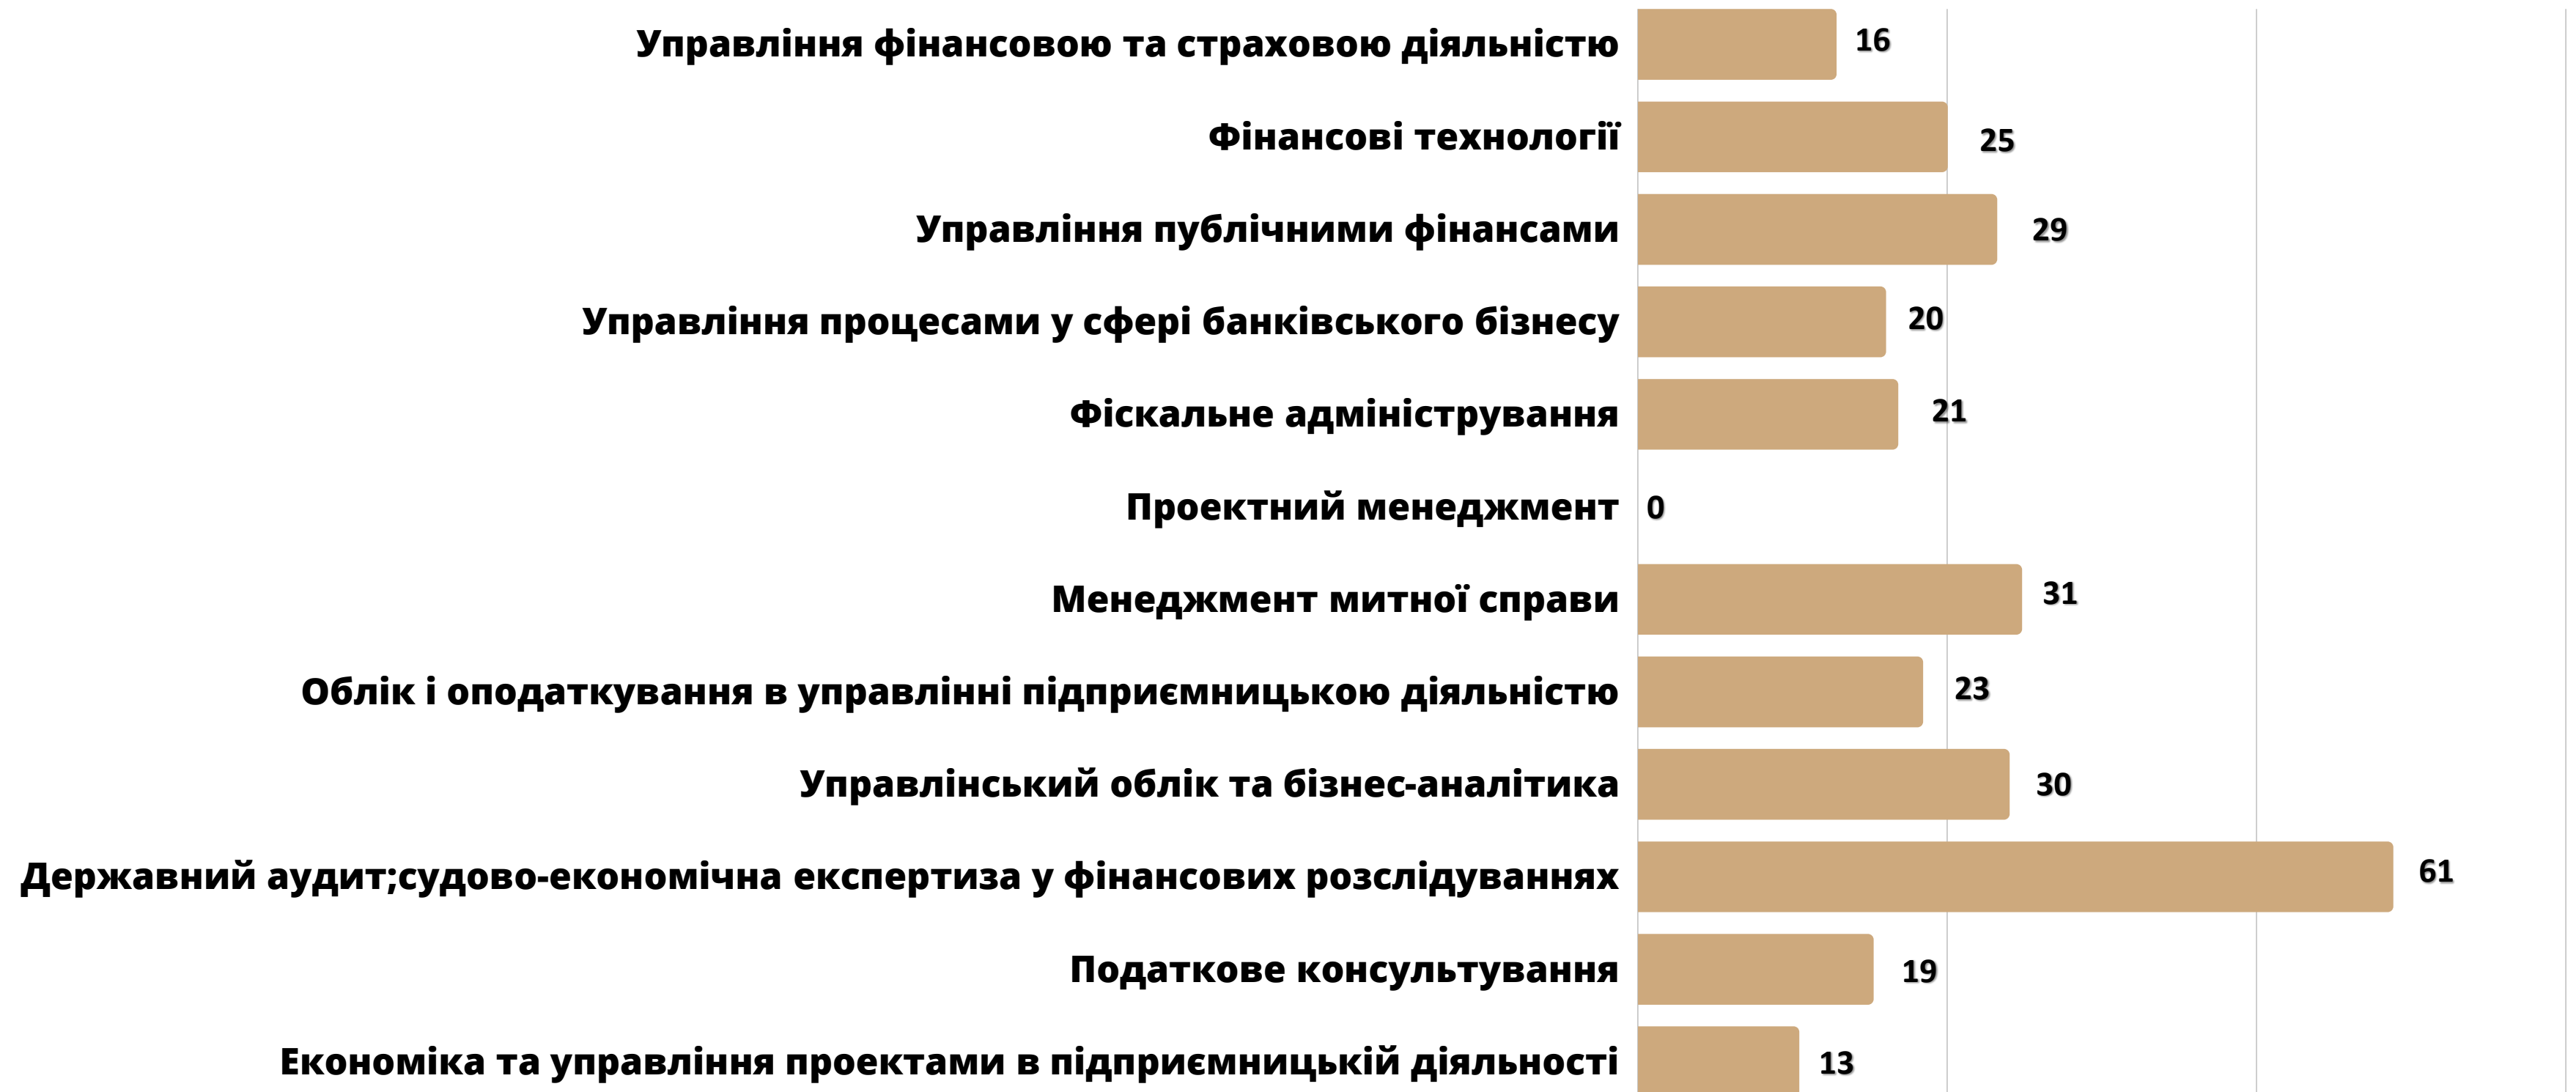 Управління фінансовою та страховою діяльністю 16
Фінансові технології 25
Управління публічними фінансами 29
Управління процесами у сфері банківського бізнесу 20
Фіскальне адміністрування 21
Проектний менеджмент 0
Менеджмент митної справи 31
Облік і оподаткування в управлінні підприємницькою діяльністю 23
Управлінський облік та бізнес-аналітика 30
Державний аудит;судово-економічна експертиза у фінансових розслідуваннях 61
Податкове консультування 19
Економіка та управління проектами в підприємницькій діяльності 13